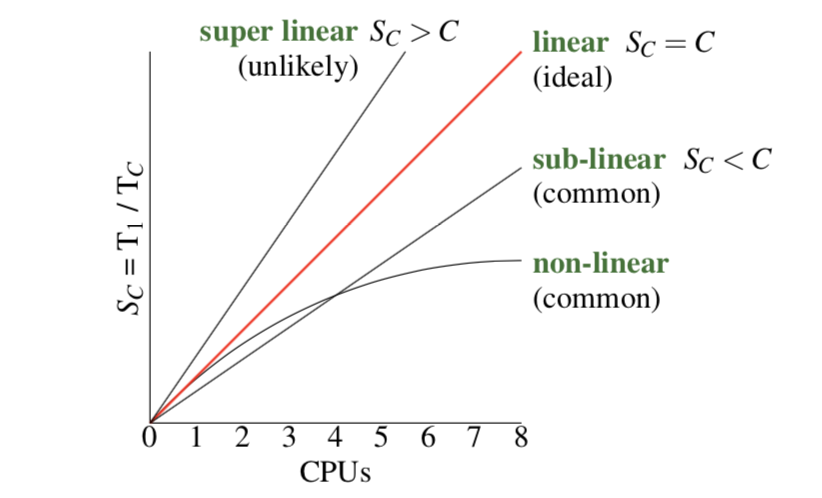 super linear S_C > C
(unlikely)
linear S_C = C
(ideal)
sub-linear S_C < C
(common)
non-linear
(common)
S_C = T_1 / T_C
0 1 2 3 4 5 6 7 8
CPUs